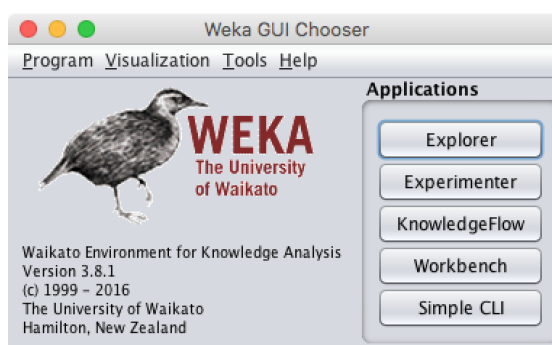 Weka GUI Chooser
Program Visualization Tools Help
WEKA
The University
of Waikato
Waikato Environment for Knowledge Analysis
Version 3.8.1
(c) 1999 – 2016
The University of Waikato
Hamilton, New Zealand
Applications
Explorer
Experimenter
KnowledgeFlow
Workbench
Simple CLI